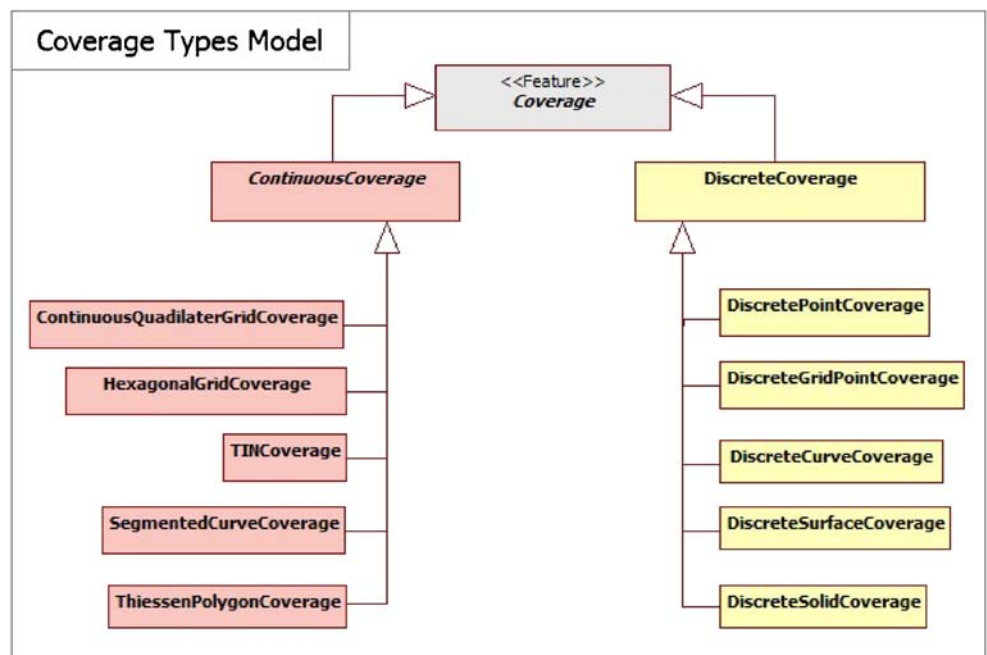 Coverage Types Model
<<Feature>>
Coverage
ContinuousCoverage
DiscreteCoverage
ContinuousQuadilaterGridCoverage
HexagonalGridCoverage
TINCoverage
SegmentedCurveCoverage
ThiessenPolygonCoverage
DiscretePointCoverage
DiscreteGridPointCoverage
DiscreteCurveCoverage
DiscreteSurfaceCoverage
DiscreteSolidCoverage